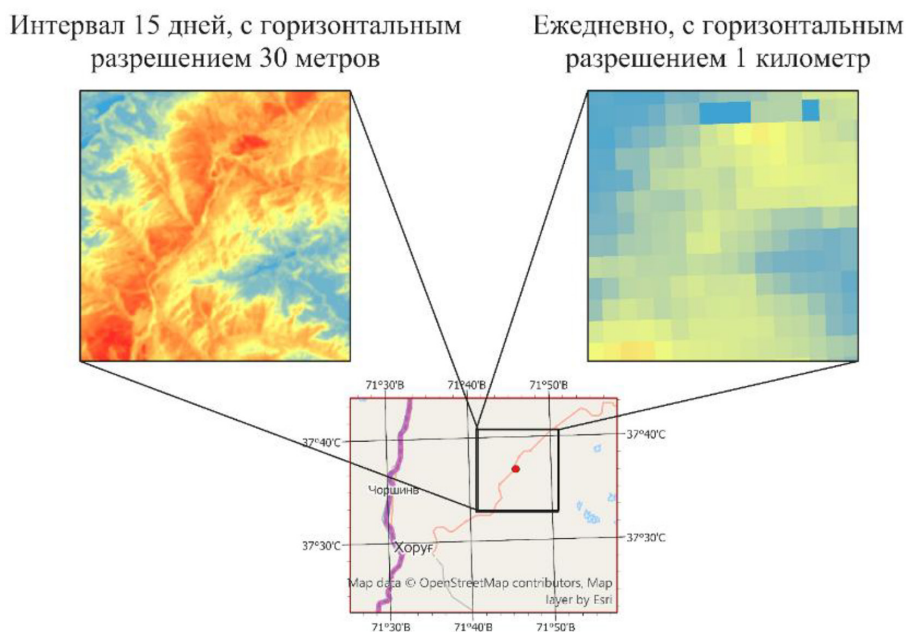 Интервал 15 дней, с горизонтальным
разрешением 30 метров
Ежедневно, с горизонтальным
разрешением 1 километр
71°30'В 71°40'В 71°50'В
37°40'С 37°40'С
Чоршинв
37°30'С 37°30'С
Хоруғ
Map data © OpenStreetMap contributors, Map
layer by Esri
71°30'В 71°40'В 71°50'В